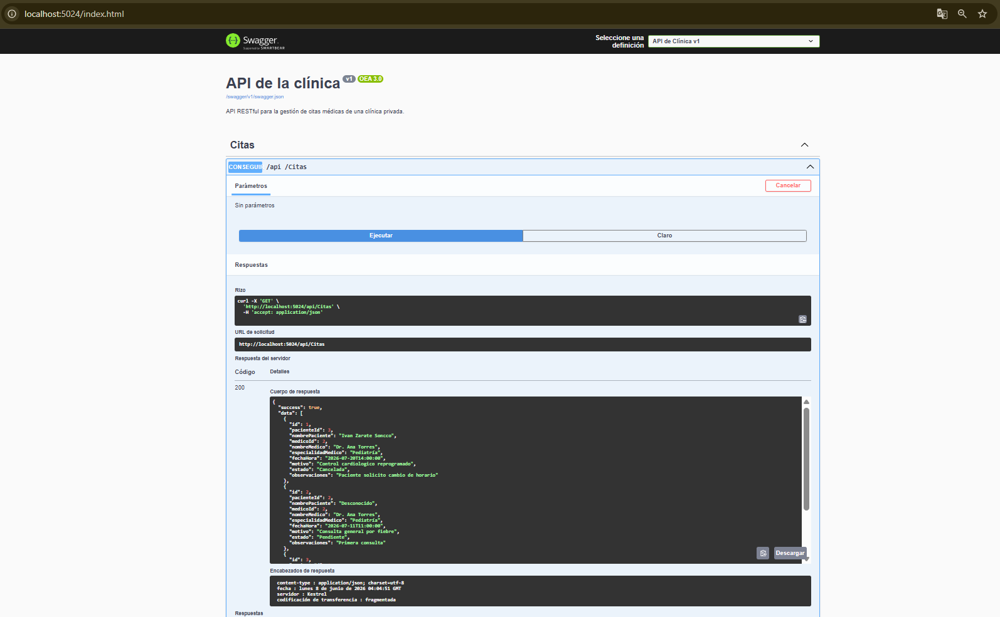 localhost:5024/index.html
Swagger.
Supported by SMARTBEAR
Seleccione una
definición
API de Clínica v1
API de la clínica v1 OEA 3.0
/swagger/v1/swagger.json
API RESTful para la gestión de citas médicas de una clínica privada.
Citas
CONSEGUIR /api /Citas
Parámetros
Cancelar
Sin parámetros
Ejecutar
Claro
Respuestas
Rizo
curl -X 'GET' \
'http://localhost:5024/api/Citas' \
-H 'accept: application/json'
URL de solicitud
http://localhost:5024/api/Citas
Respuesta del servidor
Código Detalles
200
Cuerpo de respuesta
{
"success": true,
"data": [
{
"id": 1,
"pacienteId": 3,
"nombrePaciente": "Ivan Zarate Soncco",
"medicoId": 2,
"nombreMedico": "Dr. Ana Torres",
"especialidadMedico": "Pediatría",
"fechaHora": "2026-07-20T14:00:00",
"motivo": "Control cardiologico reprogramado",
"estado": "Cancelada",
"observaciones": "Paciente solicito cambio de horario"
},
{
"id": 2,
"pacienteId": 2,
"nombrePaciente": "Desconocido",
"medicoId": 2,
"nombreMedico": "Dr. Ana Torres",
"especialidadMedico": "Pediatría",
"fechaHora": "2026-07-11T11:00:00",
"motivo": "Consulta general por fiebre",
"estado": "Pendiente",
"observaciones": "Primera consulta"
},
{
"id": 3,
Descargar
Encabezados de respuesta
content-type : application/json; charset=utf-8
fecha : lunes 8 de junio de 2026 04:04:51 GMT
servidor : Kestrel
codificación de transferencia : fragmentada
Respuestas